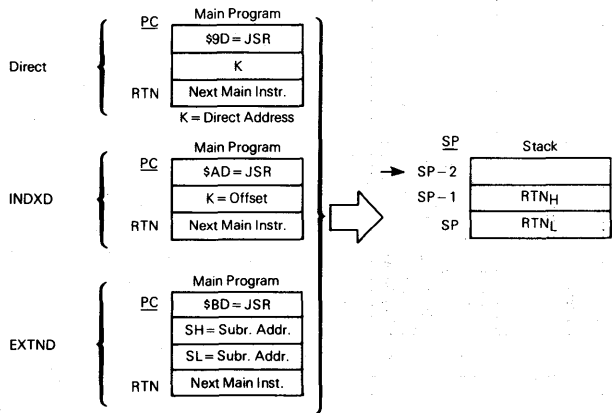 Direct
PC
Main Program
$9D = JSR
K
RTN
Next Main Instr.
K = Direct Address
INDXD
PC
Main Program
$AD = JSR
K = Offset
RTN
Next Main Instr.
EXTND
PC
Main Program
$BD = JSR
SH = Subr. Addr.
SL = Subr. Addr.
RTN
Next Main Inst.
SP
Stack
SP – 2
SP – 1
RTNH
SP
RTNL